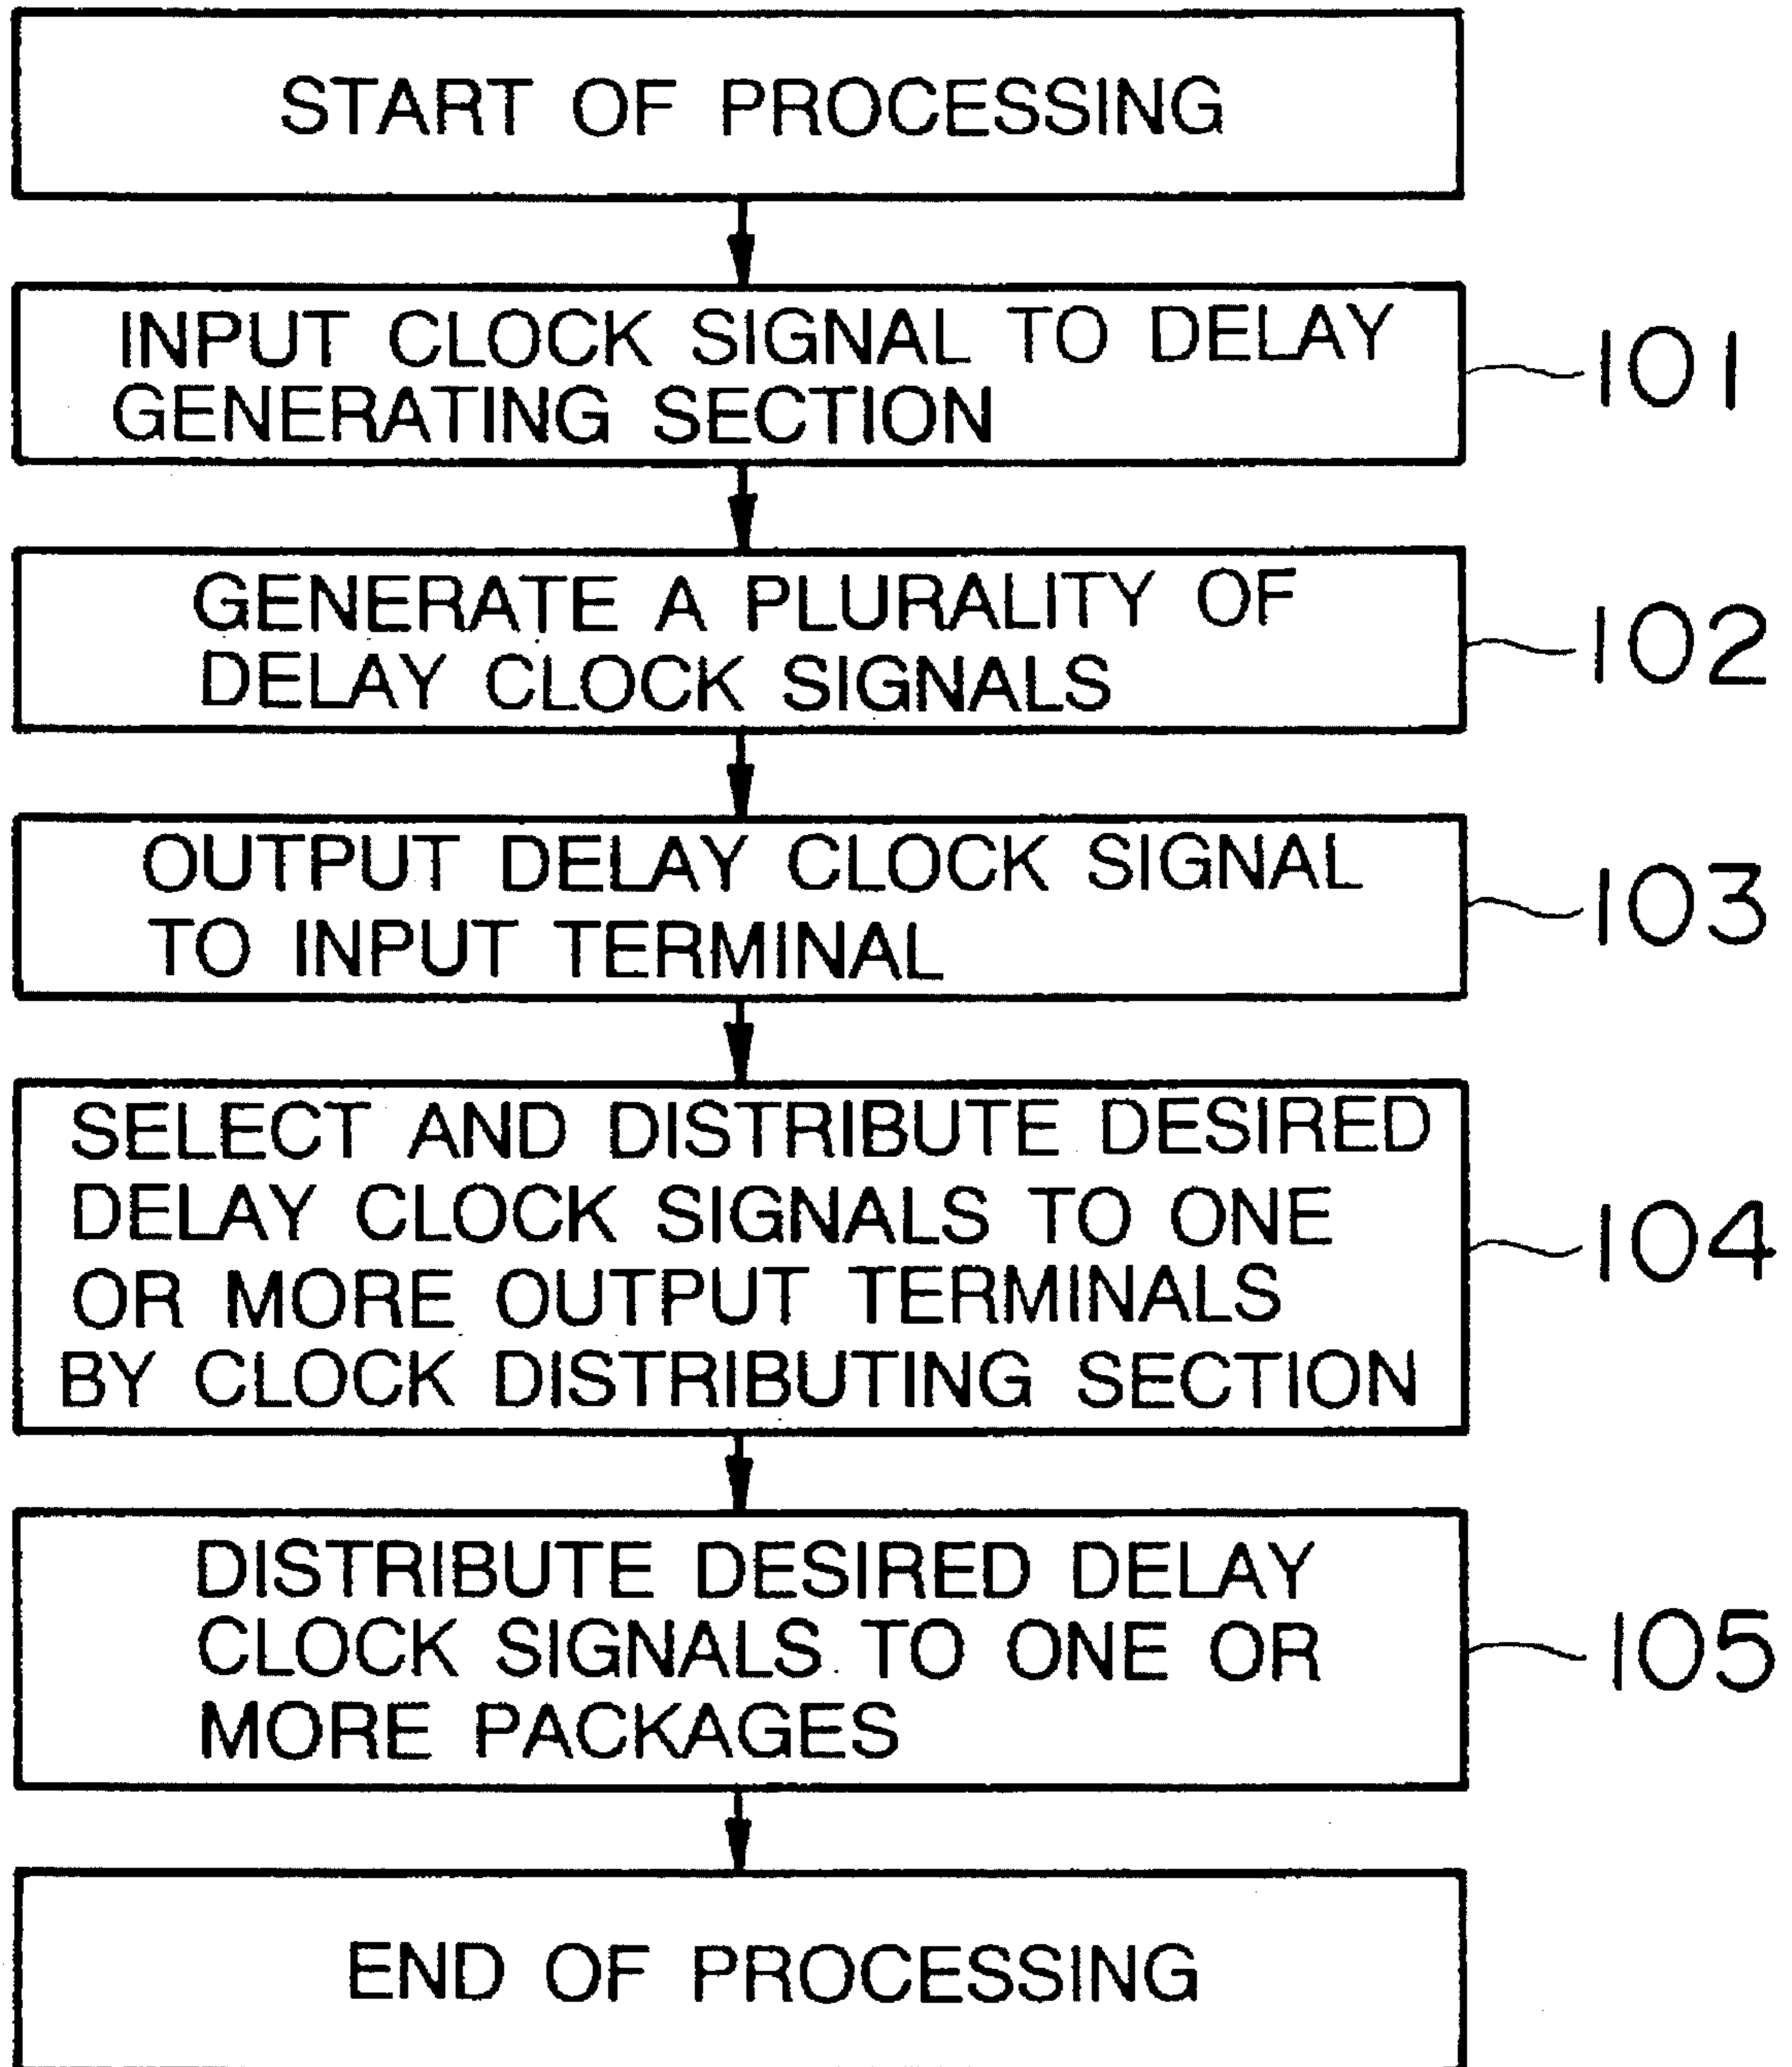 START OF PROCESSING
INPUT CLOCK SIGNAL TO DELAY
GENERATING SECTION
101
GENERATE A PLURALITY OF
DELAY CLOCK SIGNALS
102
OUTPUT DELAY CLOCK SIGNAL
TO INPUT TERMINAL
103
SELECT AND DISTRIBUTE DESIRED
DELAY CLOCK SIGNALS TO ONE
OR MORE OUTPUT TERMINALS
BY CLOCK DISTRIBUTING SECTION
104
DISTRIBUTE DESIRED DELAY
CLOCK SIGNALS TO ONE OR
MORE PACKAGES
105
END OF PROCESSING